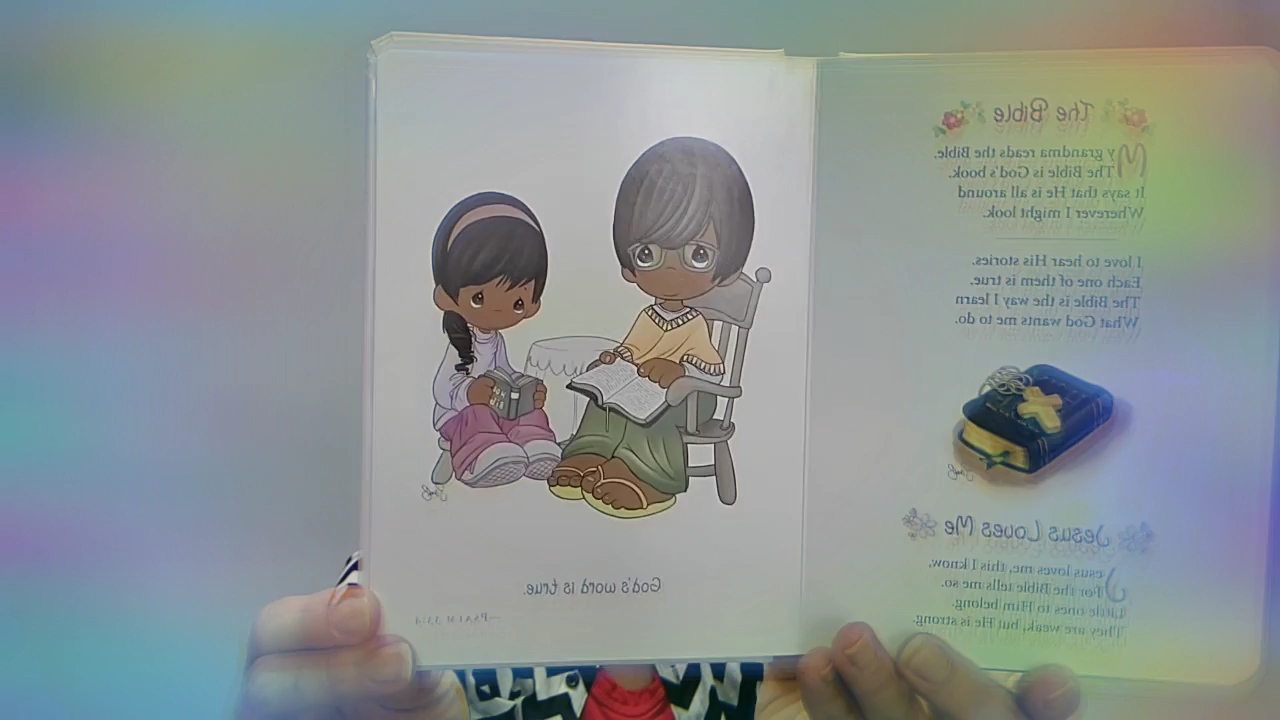 The Bible
My grandma reads the Bible.
The Bible is God's book.
It says that He is all around
Wherever I might look.
I love to hear His stories.
Each one of them is true.
The Bible is the way I learn
What God wants me to do.
Jesus Loves Me
Jesus loves me, this I know,
For the Bible tells me so.
Little ones to Him belong.
They are weak, but He is strong.
God's word is true.
—PSALM 33:4